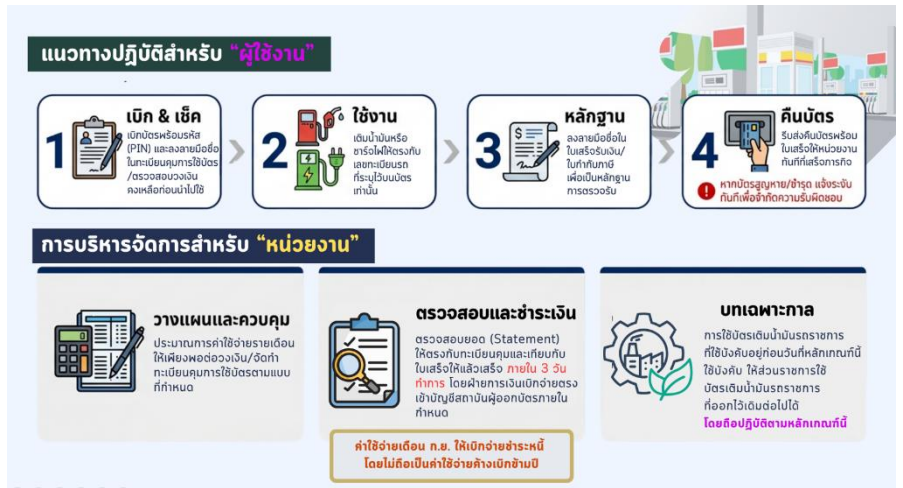 แนวทางปฏิบัติสำหรับ “ผู้ใช้งาน”
1
เบิก & เช็ค
เบิกบัตรพร้อมรหัส
(PIN) และลงลายมือชื่อ
ในทะเบียนคุมการใช้บัตร
/ตรวจสอบวงเงิน
คงเหลือก่อนนำไปใช้
2
ใช้งาน
เติมน้ำมันหรือ
ชาร์จไฟให้ตรงกับ
เลขทะเบียนรถ
ที่ระบุไว้บนบัตร
เท่านั้น
3
หลักฐาน
ลงลายมือชื่อใน
ใบเสร็จรับเงิน/
ใบกำกับภาษี
เพื่อเป็นหลักฐาน
การตรวจรับ
4
คืนบัตร
รีบส่งคืนบัตรพร้อม
ใบเสร็จให้หน่วยงาน
ทันทีที่เสร็จภารกิจ
หากบัตรสูญหาย/ชำรุด แจ้งระงับ
ทันทีเพื่อจำกัดความรับผิดชอบ
การบริหารจัดการสำหรับ “หน่วยงาน”
วางแผนและควบคุม
ประมาณการค่าใช้จ่ายรายเดือน
ให้เพียงพอต่อวงเงิน/จัดทำ
ทะเบียนคุมการใช้บัตรตามแบบ
ที่กำหนด
ตรวจสอบและชำระเงิน
ตรวจสอบยอด (Statement)
ให้ตรงกับทะเบียนคุมและเทียบกับ
ใบเสร็จให้แล้วเสร็จ ภายใน 3 วัน
ทำการ โดยฝ่ายการเงินเบิกจ่ายตรง
เข้าบัญชีสถาบันผู้ออกบัตรภายใน
กำหนด
ค่าใช้จ่ายเดือน ก.ย. ให้เบิกจ่ายชำระหนี้
โดยไม่ถือเป็นค่าใช้จ่ายค้างเบิกข้ามปี
บทเฉพาะกาล
การใช้บัตรเติมน้ำมันรถราชการ
ที่ใช้บังคับอยู่ก่อนวันที่หลักเกณฑ์นี้
ใช้บังคับ ให้ส่วนราชการใช้
บัตรเติมน้ำมันรถราชการ
ที่ออกไว้เดิมต่อไปได้
โดยถือปฏิบัติตามหลักเกณฑ์นี้